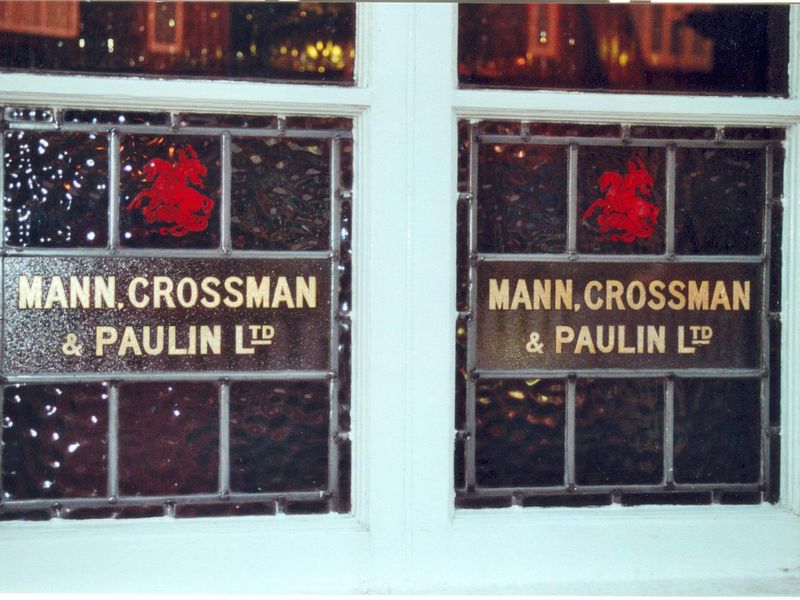 MANN, CROSSMAN
& PAULIN LTD
MANN, CROSSMAN
& PAULIN LTD